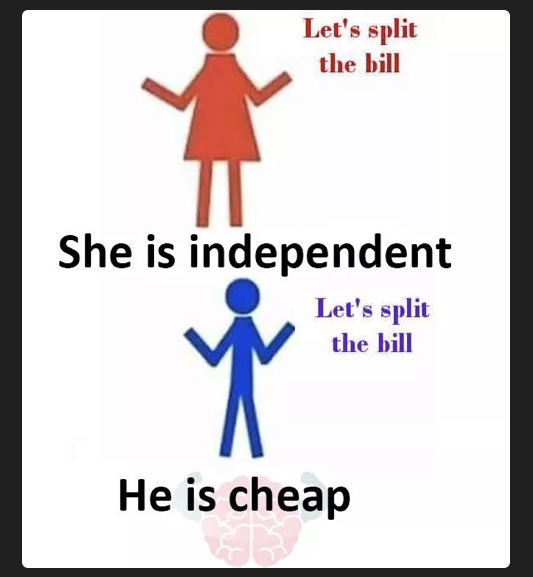 Let's split
the bill
She is independent
Let's split
the bill
He is cheap